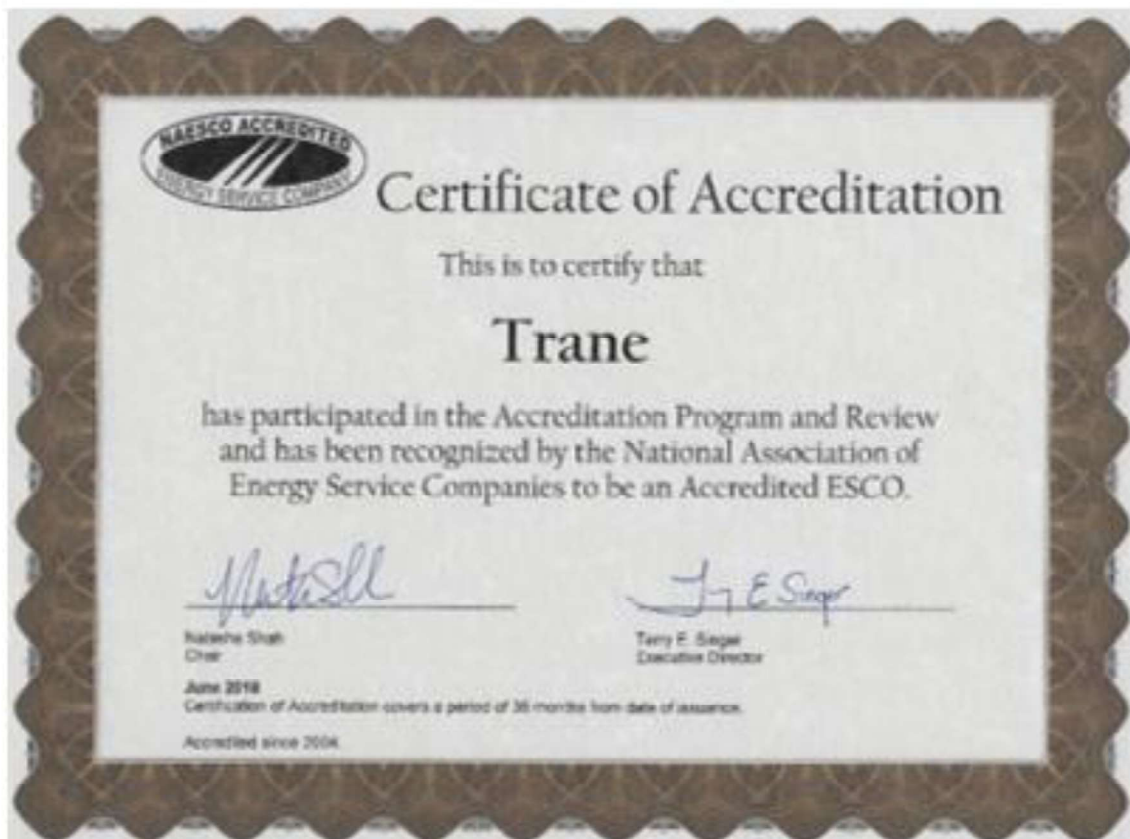 NAESCO ACCREDITED
ENERGY SERVICE COMPANY
Certificate of Accreditation
This is to certify that
Trane
has participated in the Accreditation Program and Review
and has been recognized by the National Association of
Energy Service Companies to be an Accredited ESCO.
Terry E Singer
Natasha Shah
Chair
Terry E. Singer
Executive Director
June
Certification of Accreditation covers a period of 36 months from date of issuance.
Accredited since 2004